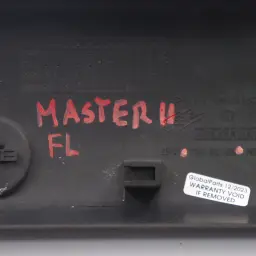 MASTER II
FL
GlobalParts 12/2023
WARRANTY VOID
IF REMOVED